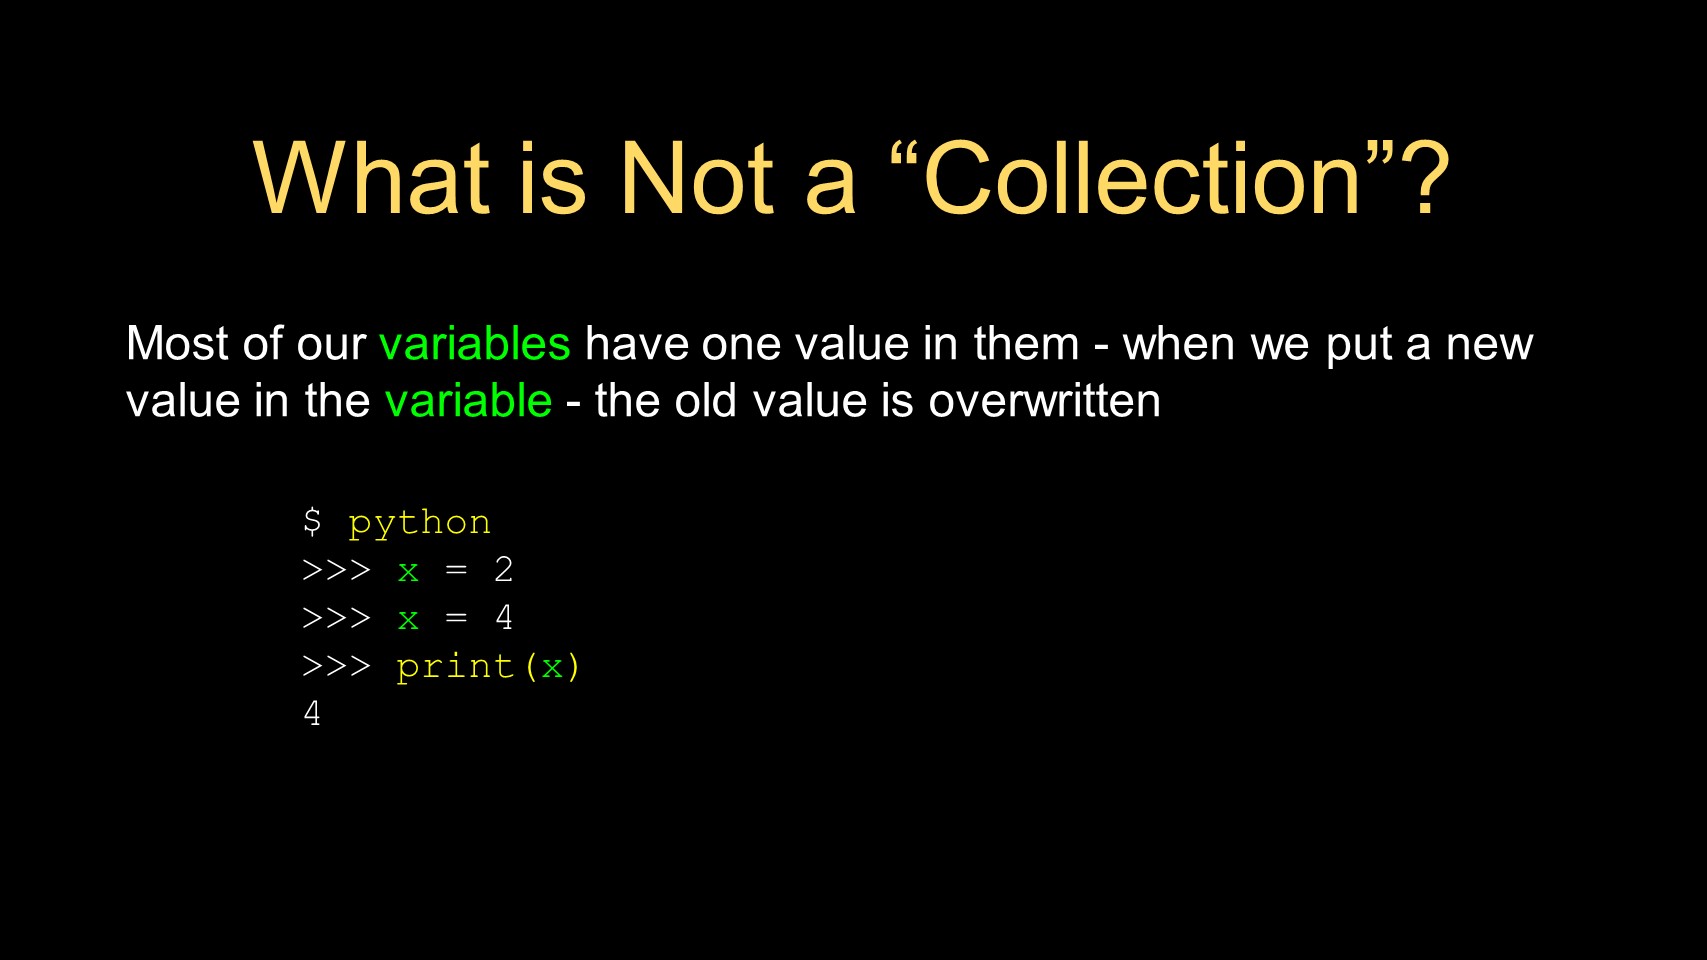 What is Not a “Collection”?
Most of our variables have one value in them - when we put a new
value in the variable - the old value is overwritten
$ python
>>> x = 2
>>> x = 4
>>> print(x)
4